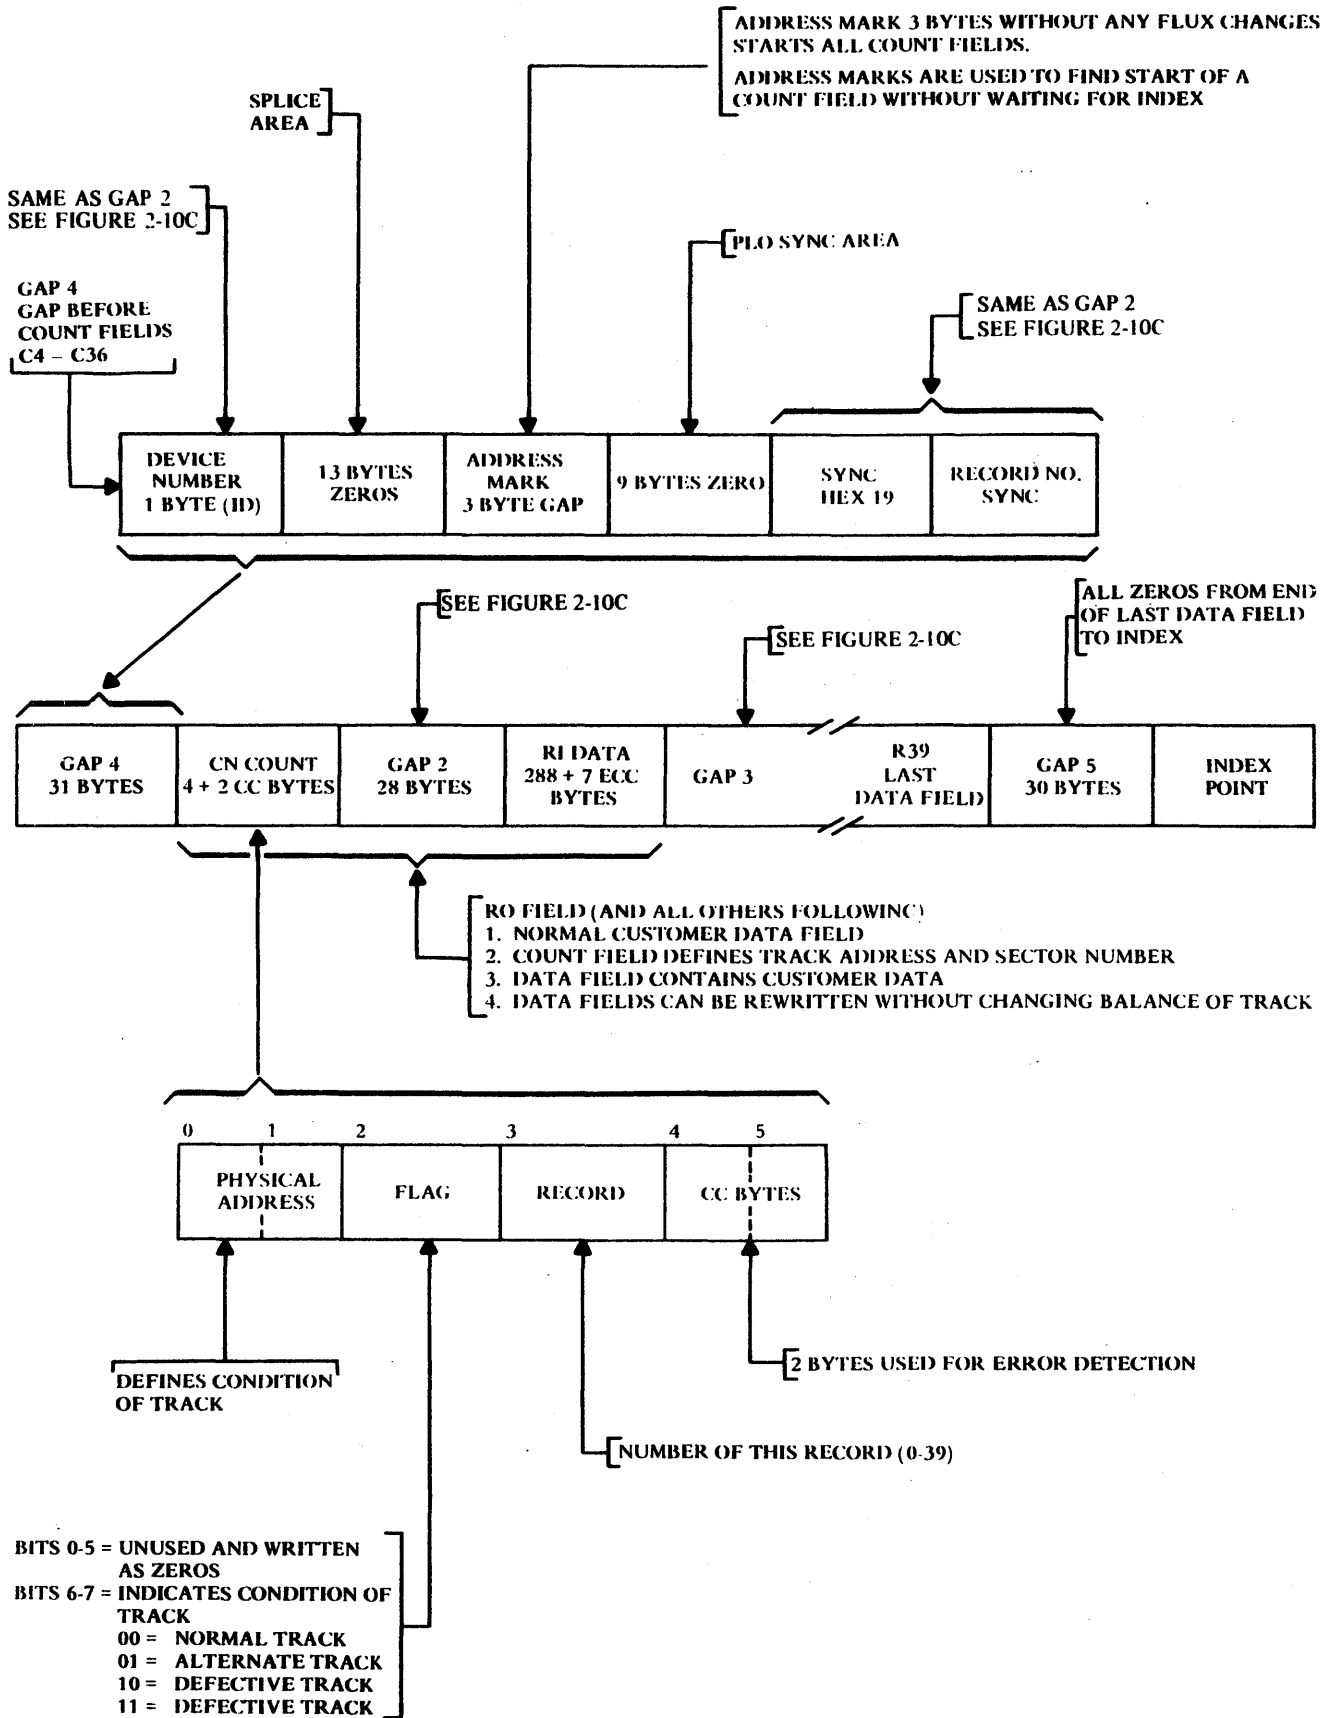 ADDRESS MARK 3 BYTES WITHOUT ANY FLUX CHANGES
STARTS ALL COUNT FIELDS.
ADDRESS MARKS ARE USED TO FIND START OF A
COUNT FIELD WITHOUT WAITING FOR INDEX
SPLICE
AREA
SAME AS GAP 2
SEE FIGURE 2-10C
PLO SYNC AREA
GAP 4
GAP BEFORE
COUNT FIELDS
C4 – C36
SAME AS GAP 2
SEE FIGURE 2-10C
DEVICE
NUMBER
1 BYTE (ID)
13 BYTES
ZEROS
ADDRESS
MARK
3 BYTE GAP
9 BYTES ZERO
SYNC
HEX 19
RECORD NO.
SYNC
SEE FIGURE 2-10C
SEE FIGURE 2-10C
ALL ZEROS FROM END
OF LAST DATA FIELD
TO INDEX
GAP 4
31 BYTES
CN COUNT
4 + 2 CC BYTES
GAP 2
28 BYTES
RI DATA
288 + 7 ECC
BYTES
GAP 3
R39
LAST
DATA FIELD
GAP 5
30 BYTES
INDEX
POINT
RO FIELD (AND ALL OTHERS FOLLOWING)
1. NORMAL CUSTOMER DATA FIELD
2. COUNT FIELD DEFINES TRACK ADDRESS AND SECTOR NUMBER
3. DATA FIELD CONTAINS CUSTOMER DATA
4. DATA FIELDS CAN BE REWRITTEN WITHOUT CHANGING BALANCE OF TRACK
0 1 2 3 4 5
PHYSICAL
ADDRESS
FLAG
RECORD
CC BYTES
DEFINES CONDITION
OF TRACK
2 BYTES USED FOR ERROR DETECTION
NUMBER OF THIS RECORD (0-39)
BITS 0-5 = UNUSED AND WRITTEN
AS ZEROS
BITS 6-7 = INDICATES CONDITION OF
TRACK
00 = NORMAL TRACK
01 = ALTERNATE TRACK
10 = DEFECTIVE TRACK
11 = DEFECTIVE TRACK